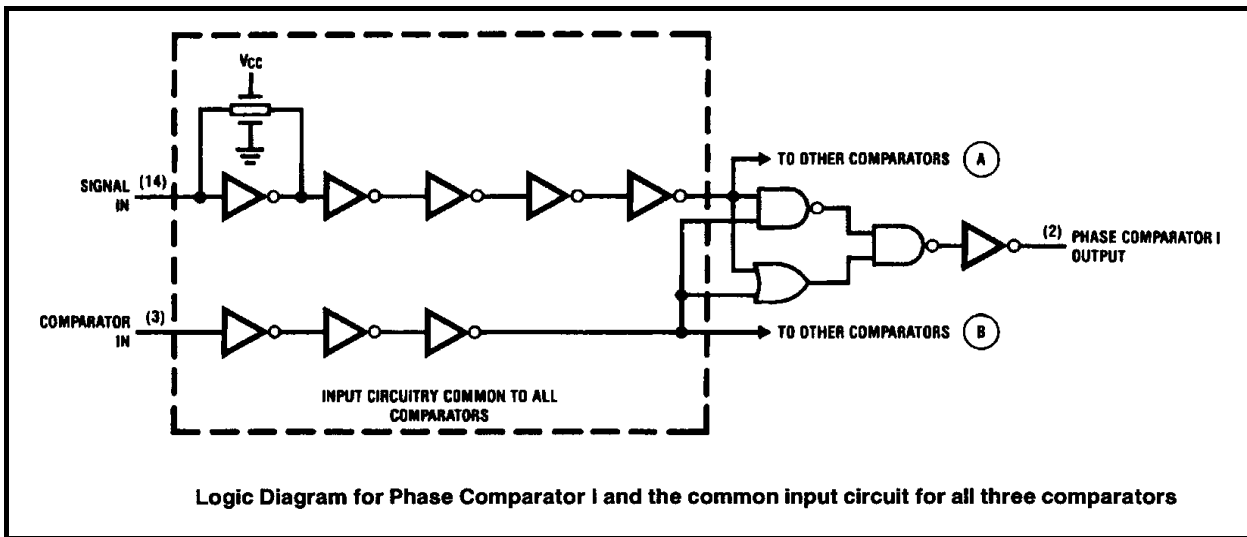 VCC
TO OTHER COMPARATORS A
SIGNAL IN (14)
(2) PHASE COMPARATOR I
OUTPUT
COMPARATOR IN (3)
TO OTHER COMPARATORS B
INPUT CIRCUITRY COMMON TO ALL
COMPARATORS
Logic Diagram for Phase Comparator I and the common input circuit for all three comparators